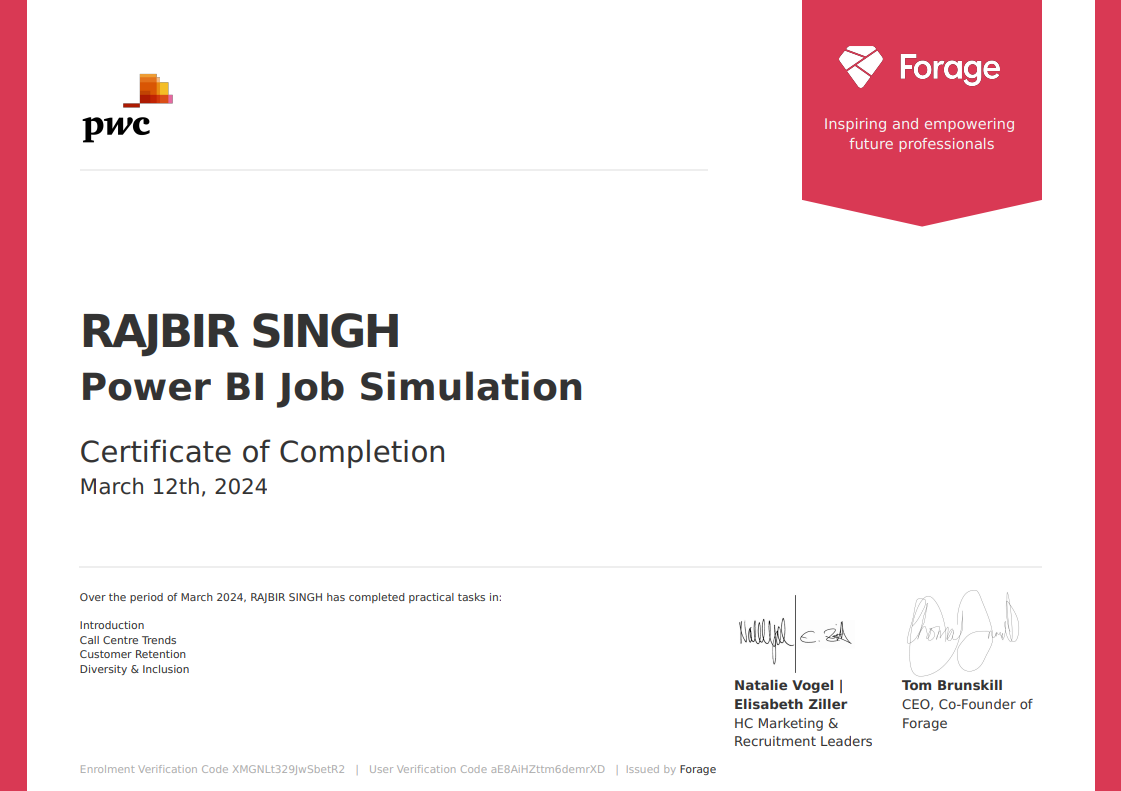 pwc
Forage
Inspiring and empowering
future professionals
RAJBIR SINGH
Power BI Job Simulation
Certificate of Completion
March 12th, 2024
Over the period of March 2024, RAJBIR SINGH has completed practical tasks in:
Introduction
Call Centre Trends
Customer Retention
Diversity & Inclusion
Natalie Vogel |
Elisabeth Ziller
HC Marketing &
Recruitment Leaders
Tom Brunskill
CEO, Co-Founder of
Forage
Enrolment Verification Code XMGNLt329JwSbetR2 | User Verification Code aE8AiHZttm6demrXD | Issued by Forage